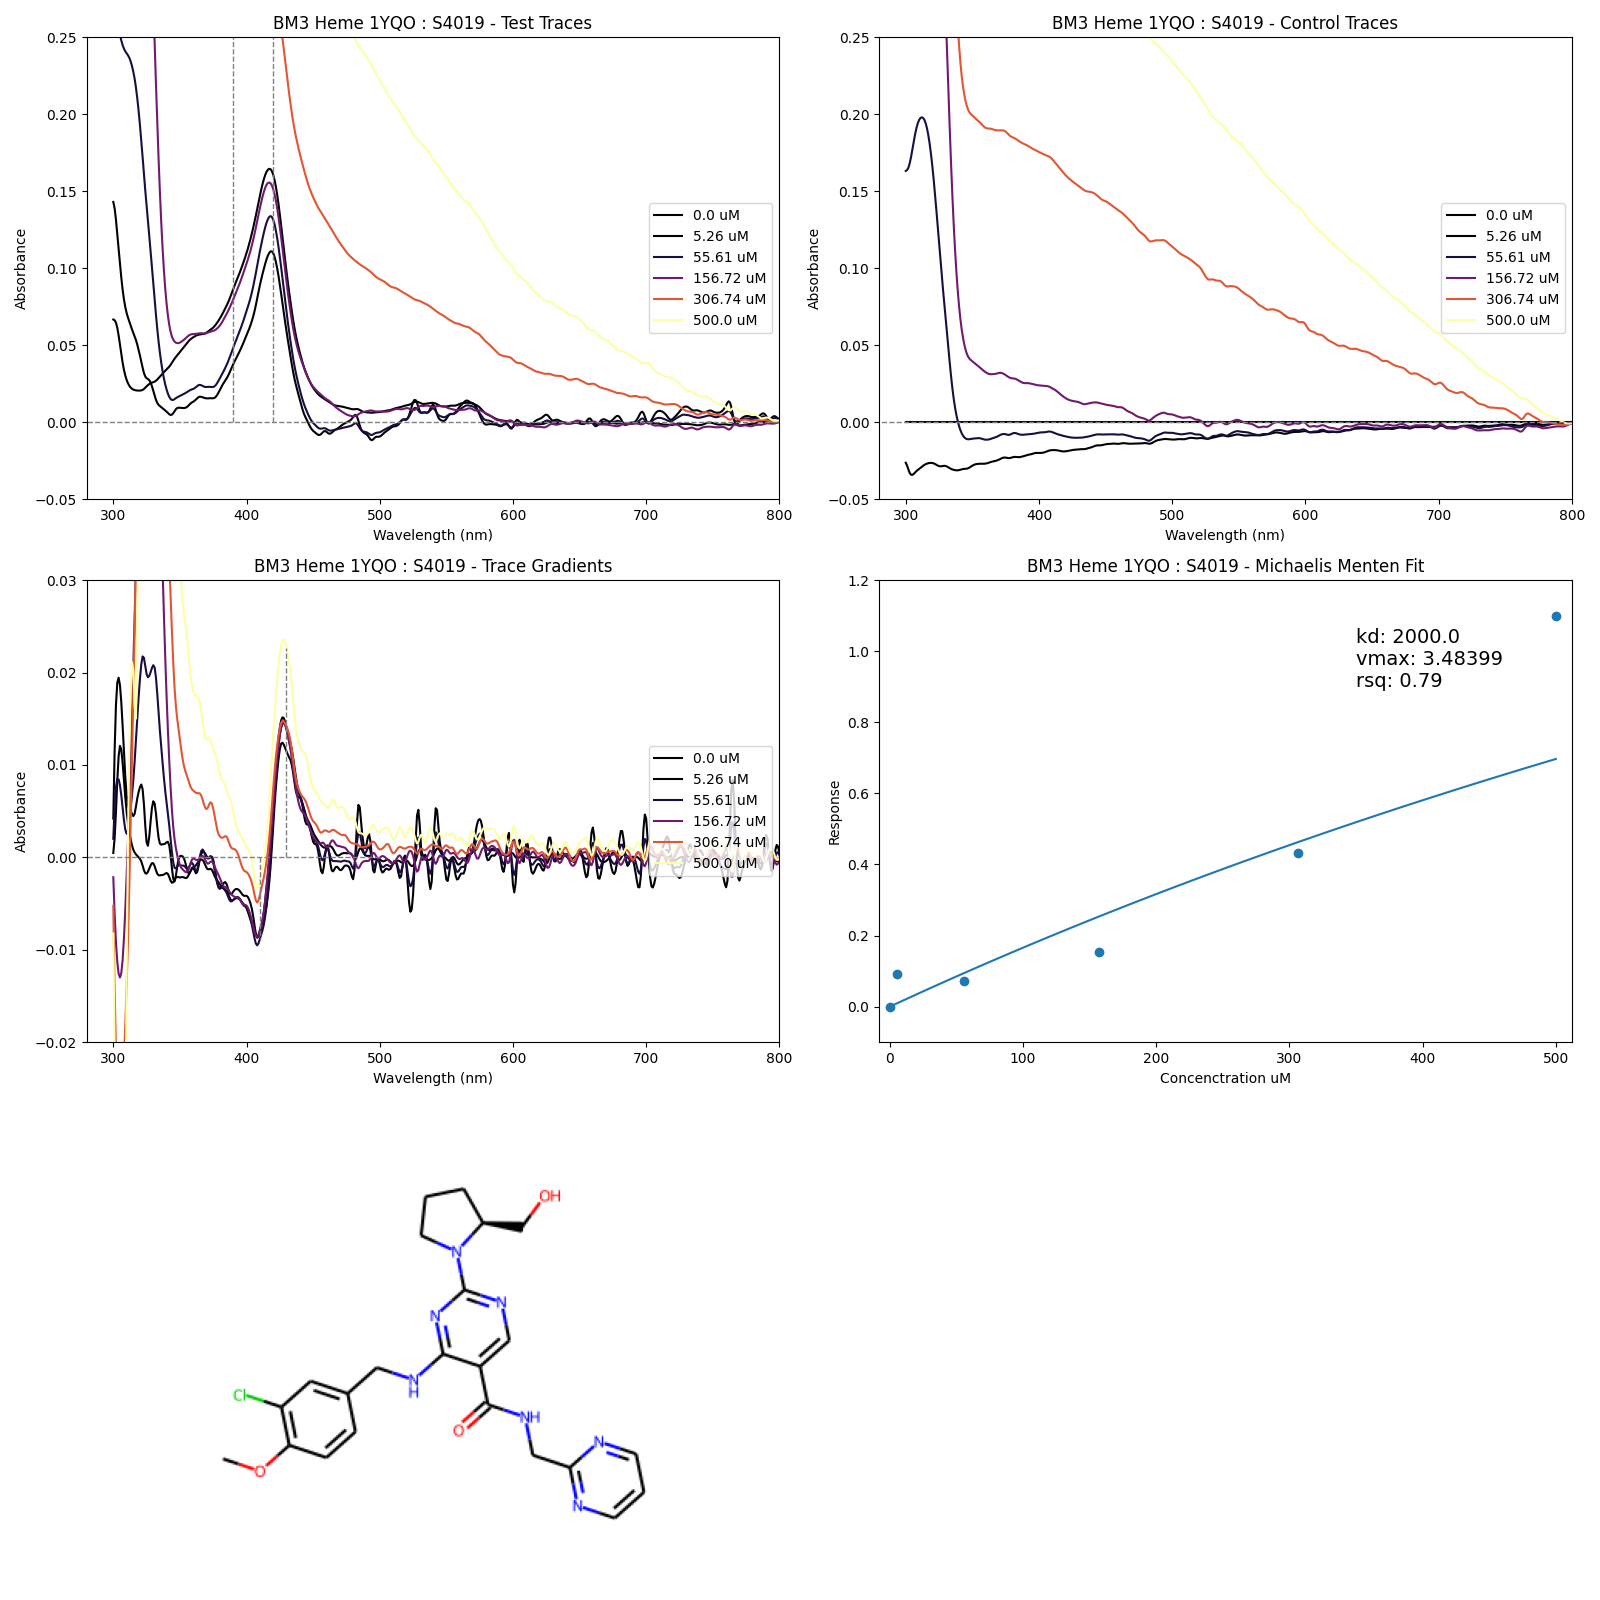 BM3 Heme 1YQO : S4019 - Test Traces
0.25
0.20
0.15
0.10
0.05
0.00
−0.05
Absorbance
300
400
500
600
700
800
Wavelength (nm)
0.0 uM
5.26 uM
55.61 uM
156.72 uM
306.74 uM
500.0 uM
BM3 Heme 1YQO : S4019 - Control Traces
0.25
0.20
0.15
0.10
0.05
0.00
−0.05
Absorbance
300
400
500
600
700
800
Wavelength (nm)
0.0 uM
5.26 uM
55.61 uM
156.72 uM
306.74 uM
500.0 uM
BM3 Heme 1YQO : S4019 - Trace Gradients
0.03
0.02
0.01
0.00
−0.01
−0.02
Absorbance
300
400
500
600
700
800
Wavelength (nm)
0.0 uM
5.26 uM
55.61 uM
156.72 uM
306.74 uM
500.0 uM
BM3 Heme 1YQO : S4019 - Michaelis Menten Fit
1.2
1.0
0.8
0.6
0.4
0.2
0.0
Response
0
100
200
300
400
500
Concenctration uM
kd: 2000.0
vmax: 3.48399
rsq: 0.79
OH
N
N
N
Cl
NH
O
NH
O
N
N